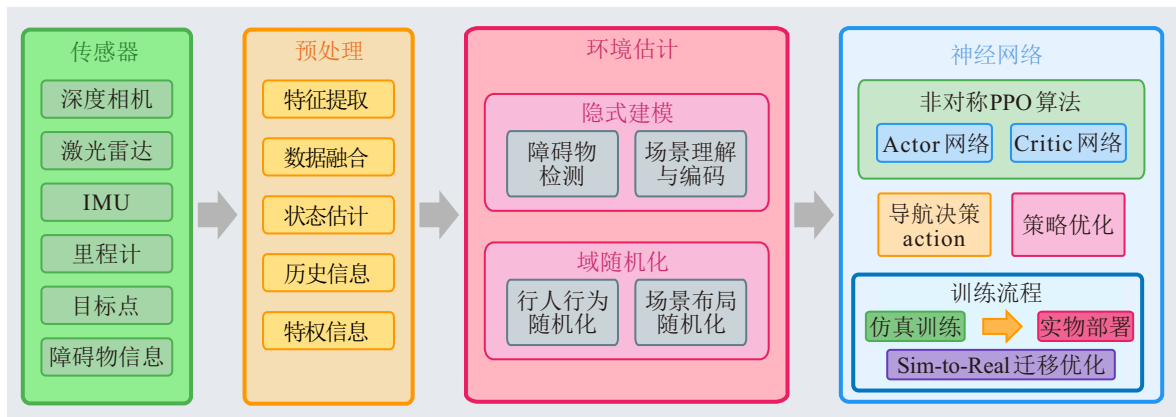 传感器
深度相机
激光雷达
IMU
里程计
目标点
障碍物信息
预处理
特征提取
数据融合
状态估计
历史信息
特权信息
环境估计
隐式建模
障碍物
检测
场景理解
与编码
域随机化
行人行为
随机化
场景布局
随机化
神经网络
非对称PPO算法
Actor网络
Critic网络
导航决策
action
策略优化
训练流程
仿真训练
实物部署
Sim-to-Real迁移优化